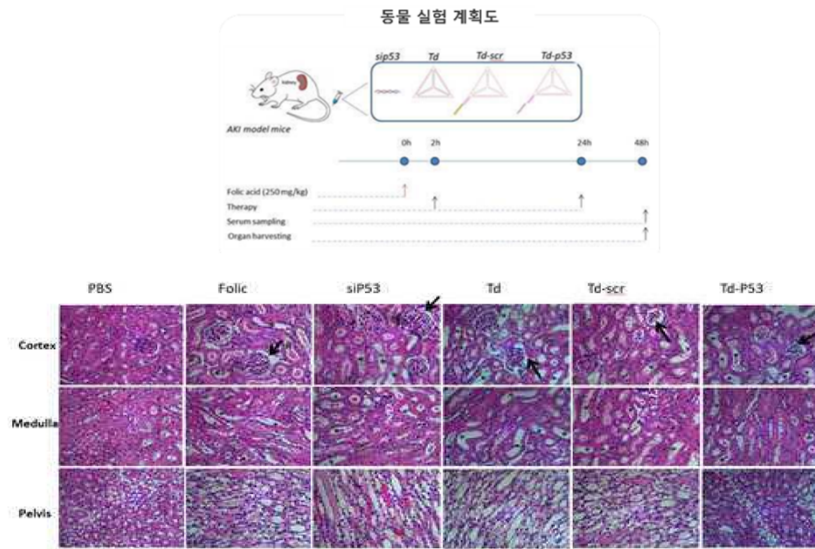 동물 실험 계획도
sip53 Td Td-scr Td-p53
kidney
AKI model mice
0h 2h 24h 48h
Folic acid (250 mg/kg)
Therapy
Serum sampling
Organ harvesting
PBS Folic siP53 Td Td-scr Td-P53
Cortex
Medulla
Pelvis